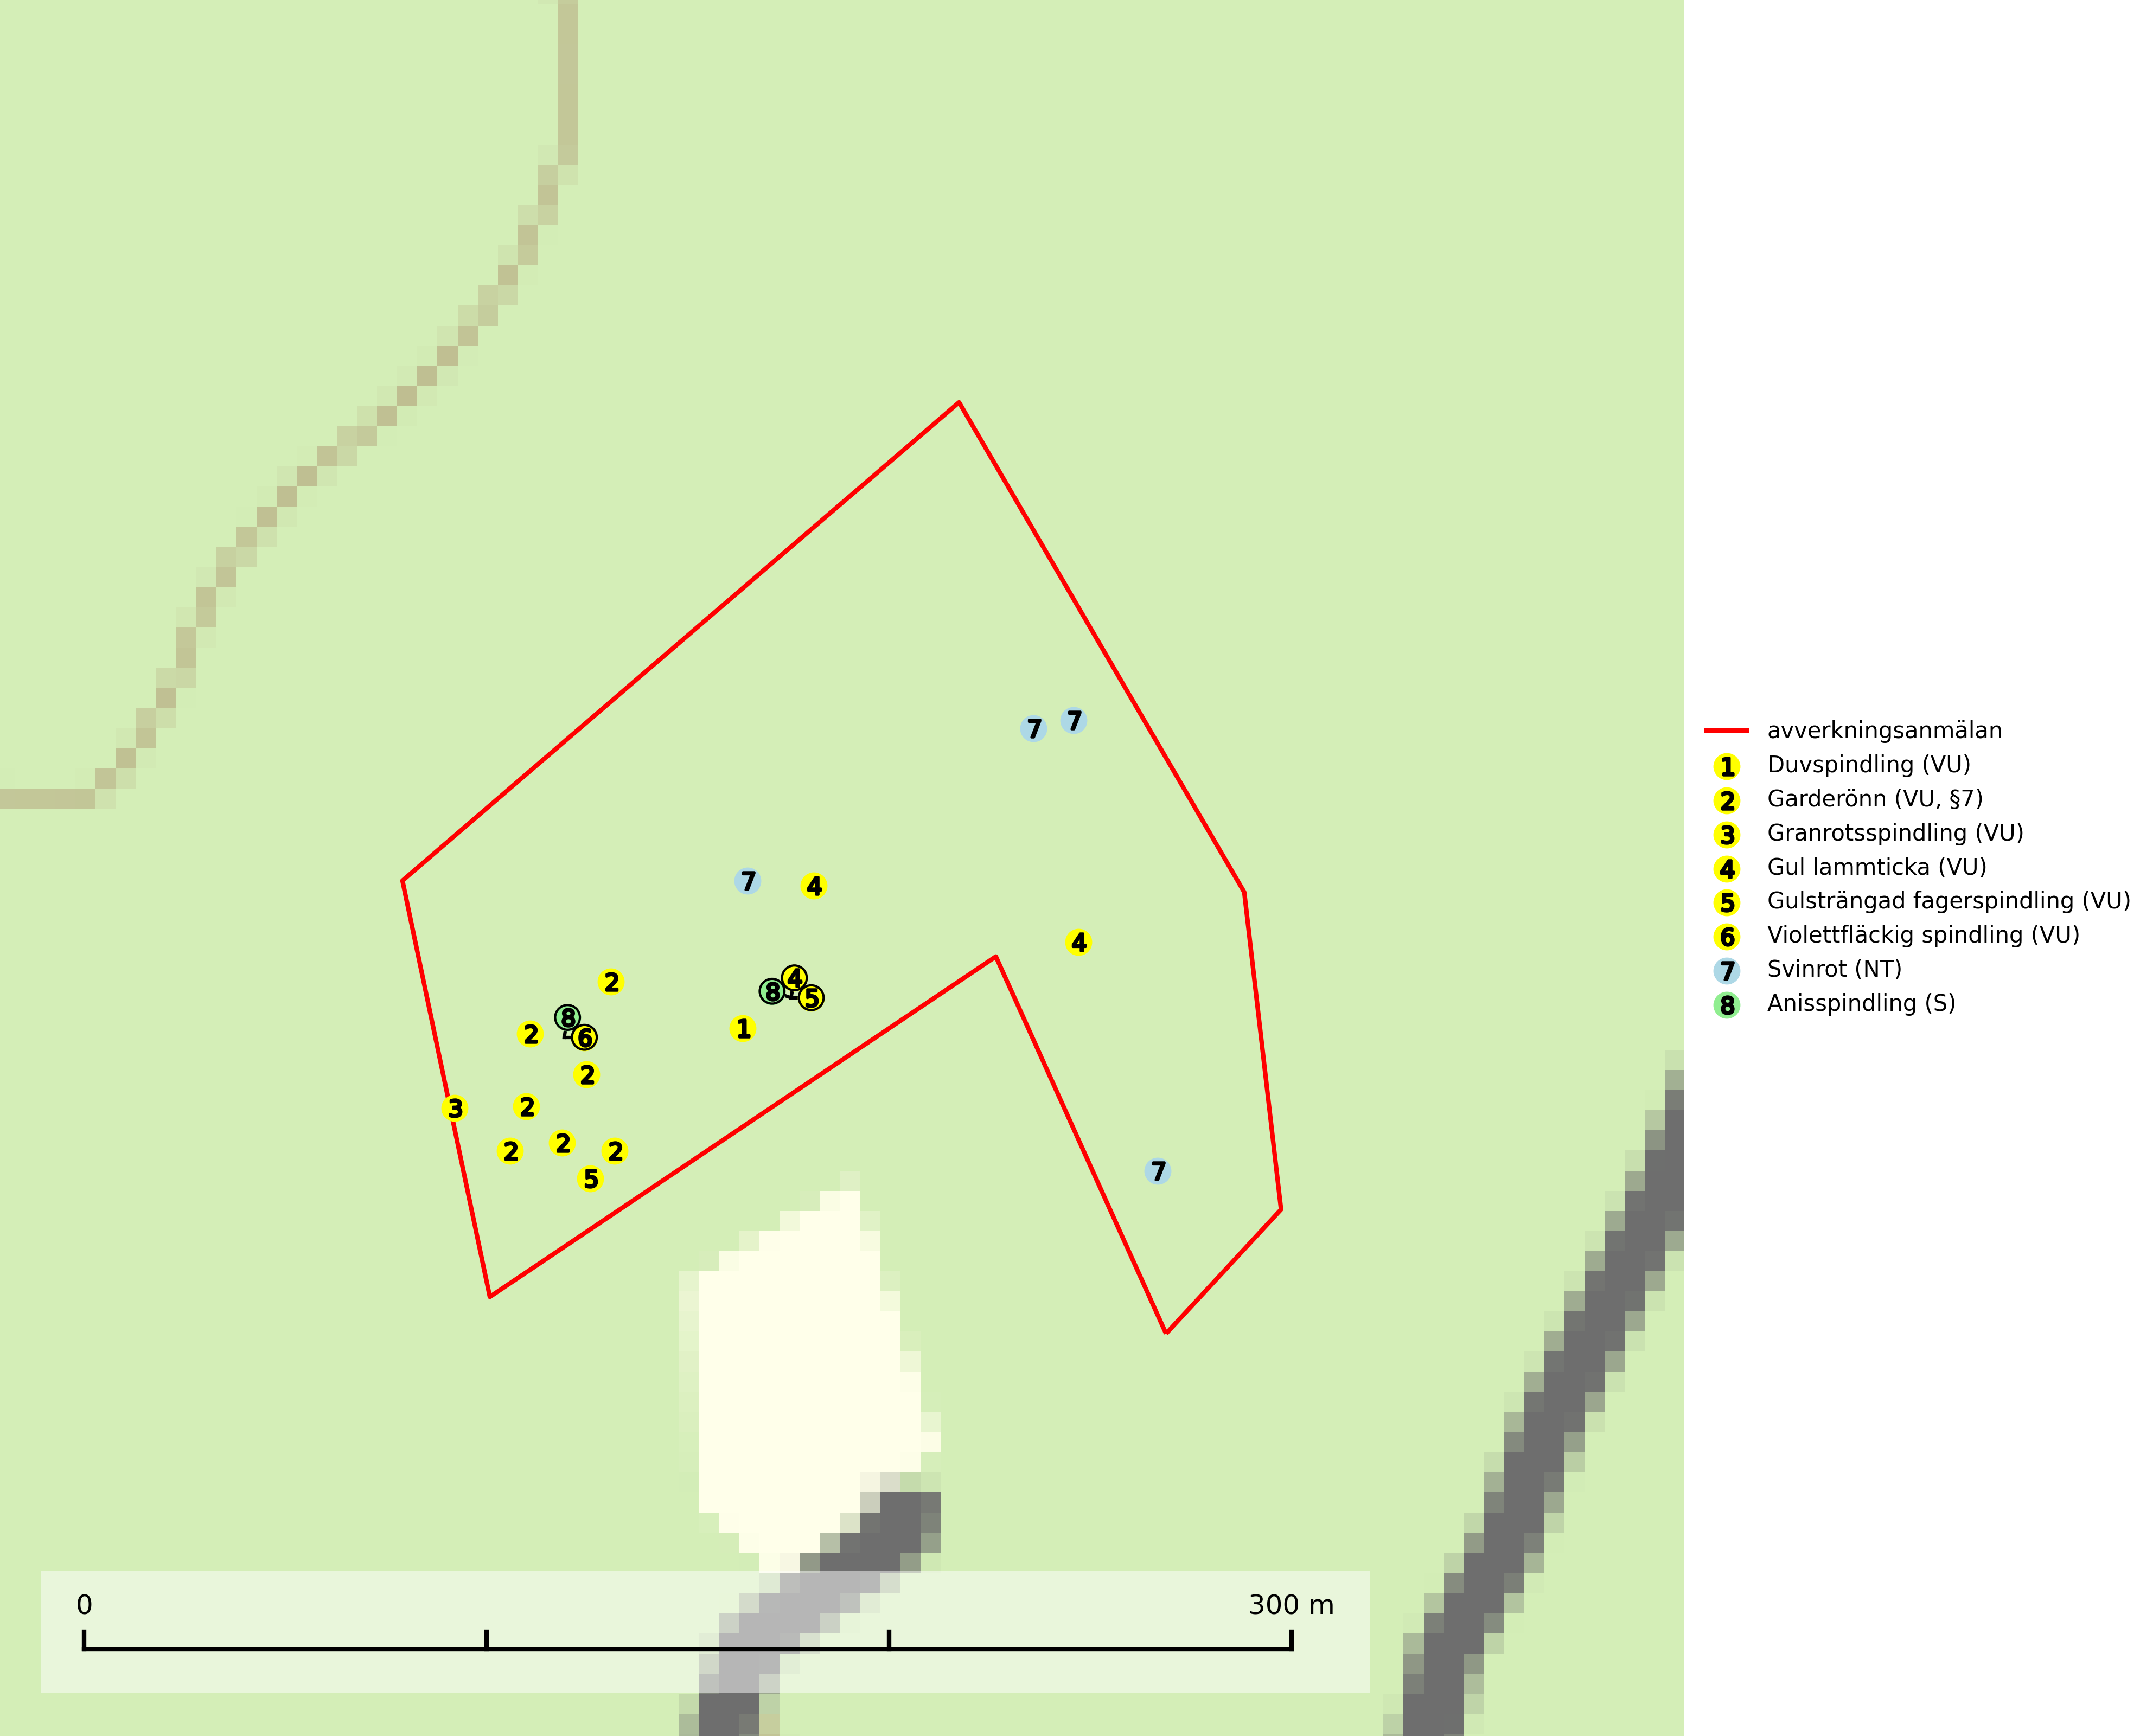 7 7
7 4
4
2 8 4 5
8
2 6 1
2
3 2
2 2 2
5
7
avverkningsanmälan
1 Duvspindling (VU)
2 Garderönn (VU, §7)
3 Granrotsspindling (VU)
4 Gul lammticka (VU)
5 Gulsträngad fagerspindling (VU)
6 Violettfläckig spindling (VU)
7 Svinrot (NT)
8 Anisspindling (S)
0 300 m